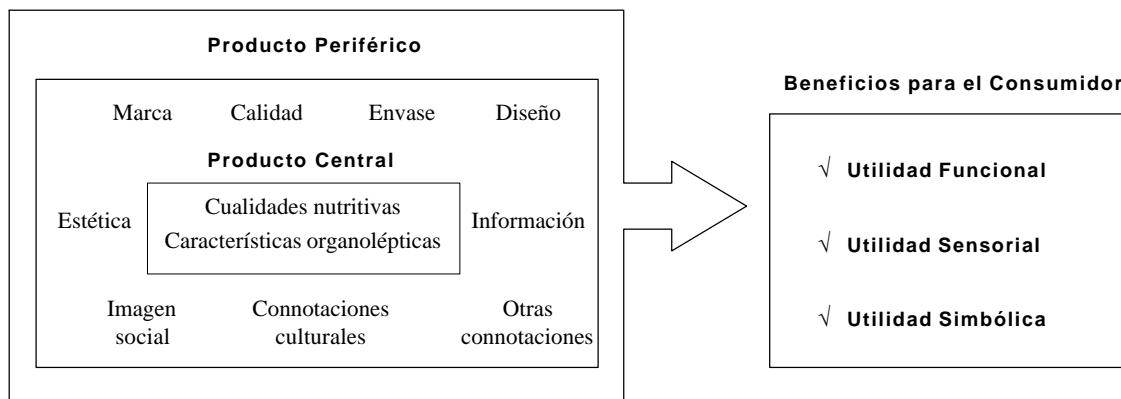 Producto Periférico
Marca Calidad Envase Diseño
Producto Central
Estética Cualidades nutritivas Información
Características organolépticas
Imagen Connotaciones Otras
social culturales connotaciones
Beneficios para el Consumidor
√ Utilidad Funcional
√ Utilidad Sensorial
√ Utilidad Simbólica